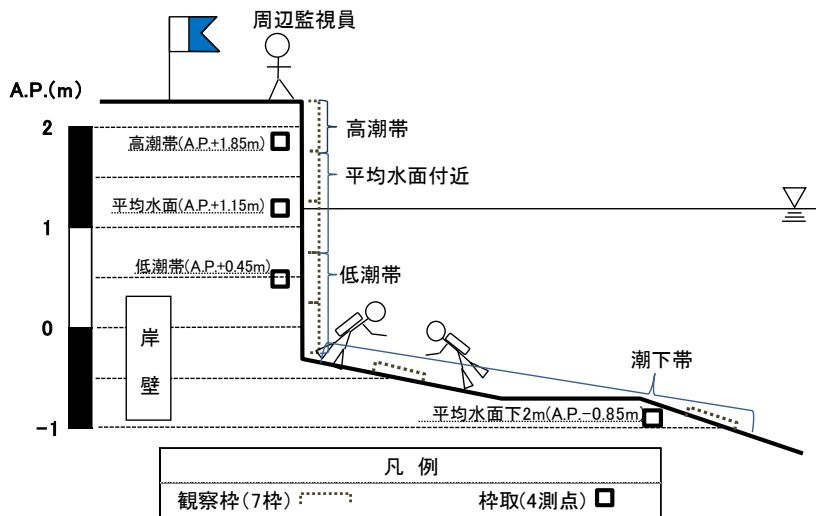 周辺監視員
A.P.(m)
2
高潮帯(A.P.+1.85m)
高潮帯
平均水面付近
平均水面(A.P.+1.15m)
1
低潮帯(A.P.+0.45m)
低潮帯
0
岸壁
潮下帯
平均水面下2m(A.P.-0.85m)
-1
凡 例
観察枠(7枠)
枠取(4測点)